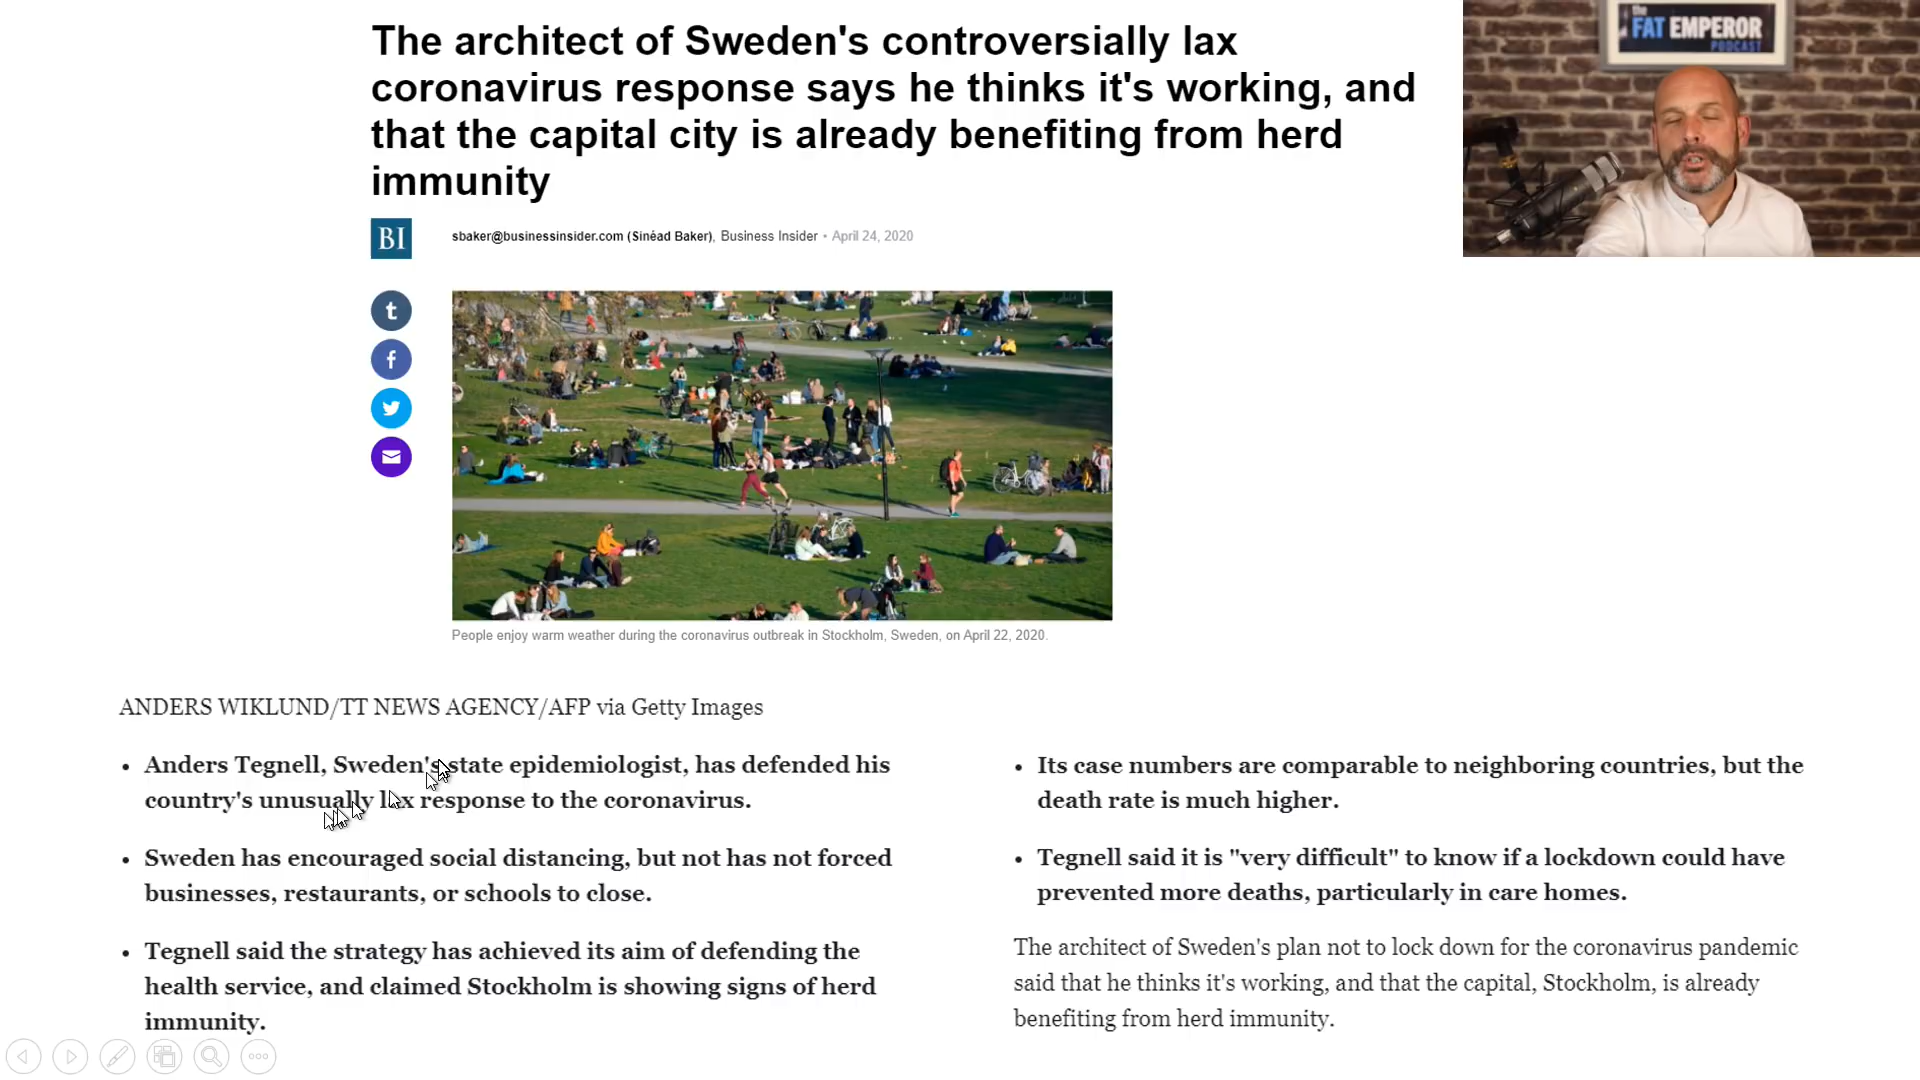 The architect of Sweden's controversially lax
coronavirus response says he thinks it's working, and
that the capital city is already benefiting from herd
immunity
BI
sbaker@businessinsider.com (Sinéad Baker), Business Insider • April 24, 2020
t
f
People enjoy warm weather during the coronavirus outbreak in Stockholm, Sweden, on April 22, 2020.
ANDERS WIKLUND/TT NEWS AGENCY/AFP via Getty Images
• Anders Tegnell, Sweden's state epidemiologist, has defended his
country's unusually lax response to the coronavirus.
• Sweden has encouraged social distancing, but not has not forced
businesses, restaurants, or schools to close.
• Tegnell said the strategy has achieved its aim of defending the
health service, and claimed Stockholm is showing signs of herd
immunity.
• Its case numbers are comparable to neighboring countries, but the
death rate is much higher.
• Tegnell said it is "very difficult" to know if a lockdown could have
prevented more deaths, particularly in care homes.
The architect of Sweden's plan not to lock down for the coronavirus pandemic
said that he thinks it's working, and that the capital, Stockholm, is already
benefiting from herd immunity.
the
FAT EMPEROR
PODCAST